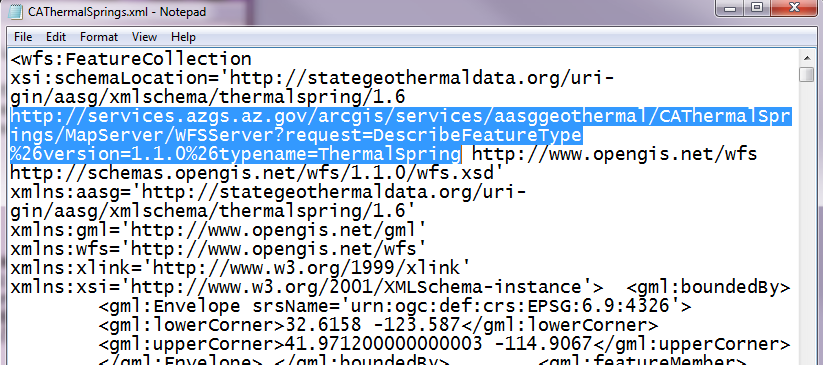 CAThermalSprings.xml - Notepad
File Edit Format View Help
<wfs:FeatureCollection
xsi:schemaLocation='http://stategeothermaldata.org/uri-
gin/aasg/xmlschema/thermalspring/1.6
http://services.azgs.az.gov/arcgis/services/aasggeothermal/CAThermalSpr
ings/MapServer/WFSServer?request=DescribeFeatureType
%26version=1.1.0%26typename=ThermalSpring http://www.opengis.net/wfs
http://schemas.opengis.net/wfs/1.1.0/wfs.xsd'
xmlns:aasg='http://stategeothermaldata.org/uri-
gin/aasg/xmlschema/thermalspring/1.6'
xmlns:gml='http://www.opengis.net/gml'
xmlns:wfs='http://www.opengis.net/wfs'
xmlns:xlink='http://www.w3.org/1999/xlink'
xmlns:xsi='http://www.w3.org/2001/XMLSchema-instance'> <gml:boundedBy>
<gml:Envelope srsName='urn:ogc:def:crs:EPSG:6.9:4326'>
<gml:lowerCorner>32.6158 -123.587</gml:lowerCorner>
<gml:upperCorner>41.971200000000003 -114.9067</gml:upperCorner>
</gml:Envelope> </gml:boundedBy> <gml:featureMember>